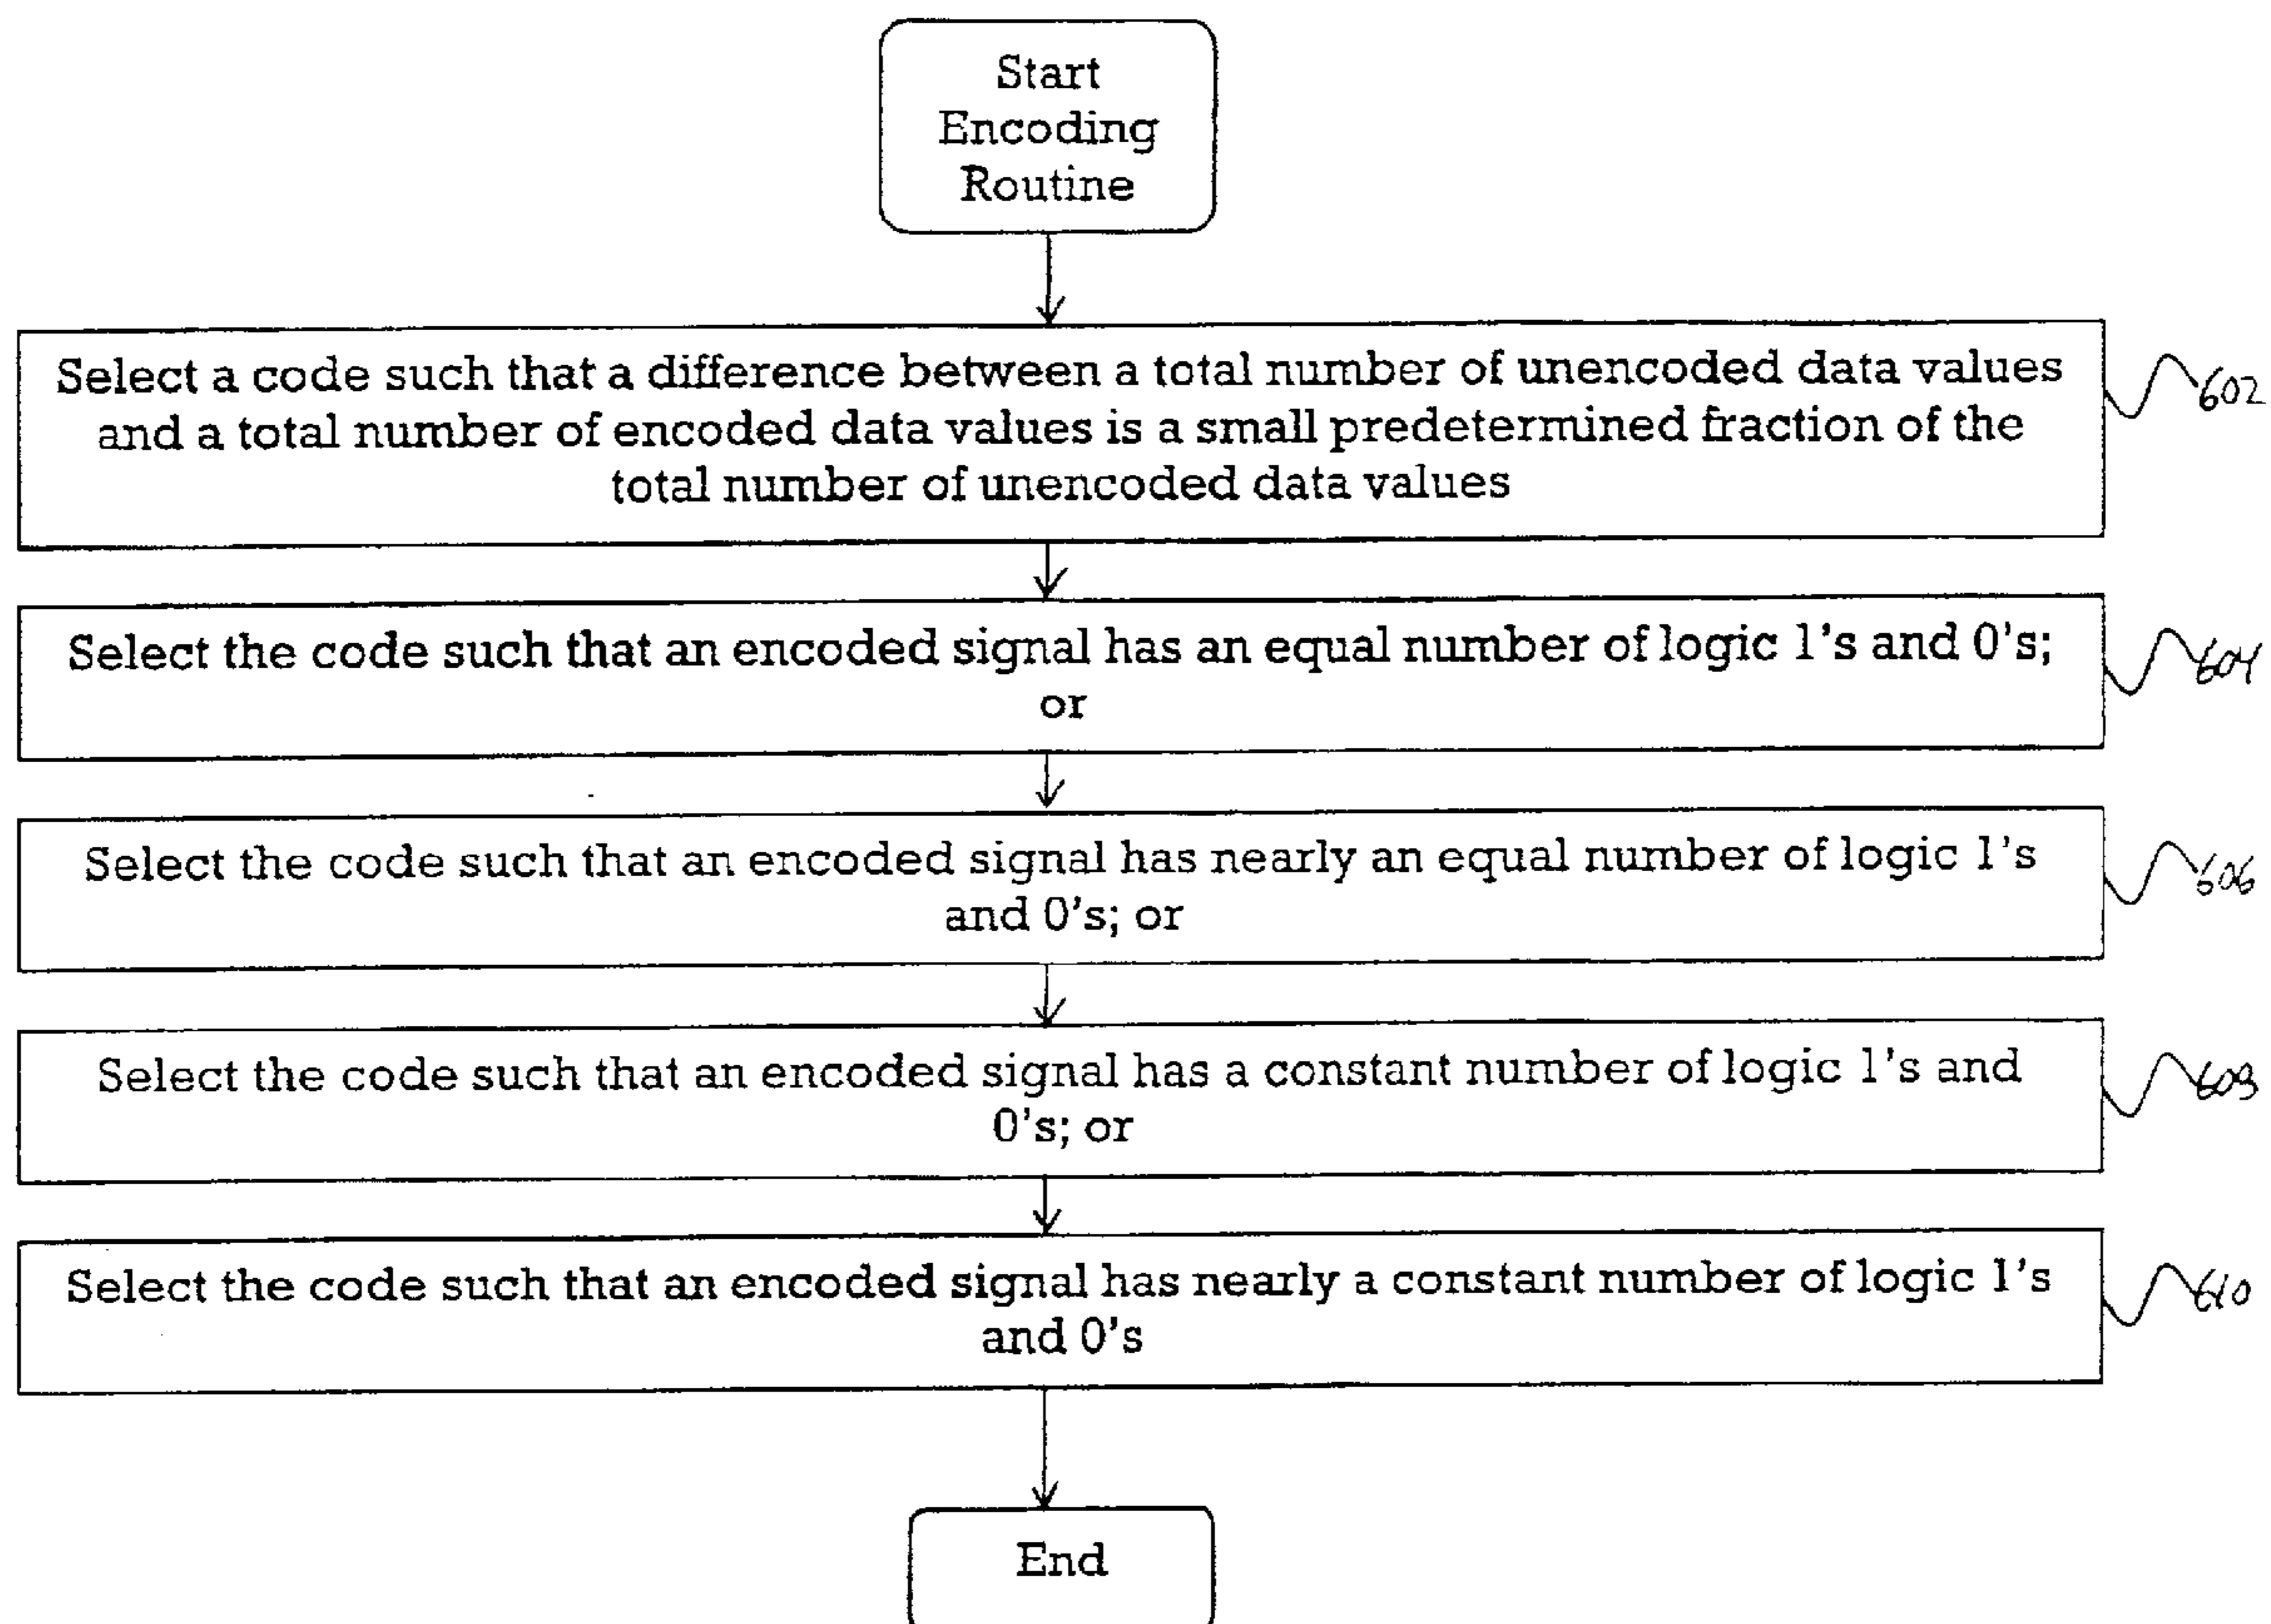 Start
Encoding
Routine
Select a code such that a difference between a total number of unencoded data values
and a total number of encoded data values is a small predetermined fraction of the
total number of unencoded data values
602
Select the code such that an encoded signal has an equal number of logic 1's and 0's;
or
604
Select the code such that an encoded signal has nearly an equal number of logic 1's
and 0's; or
606
Select the code such that an encoded signal has a constant number of logic 1's and
0's; or
608
Select the code such that an encoded signal has nearly a constant number of logic 1's
and 0's
610
End